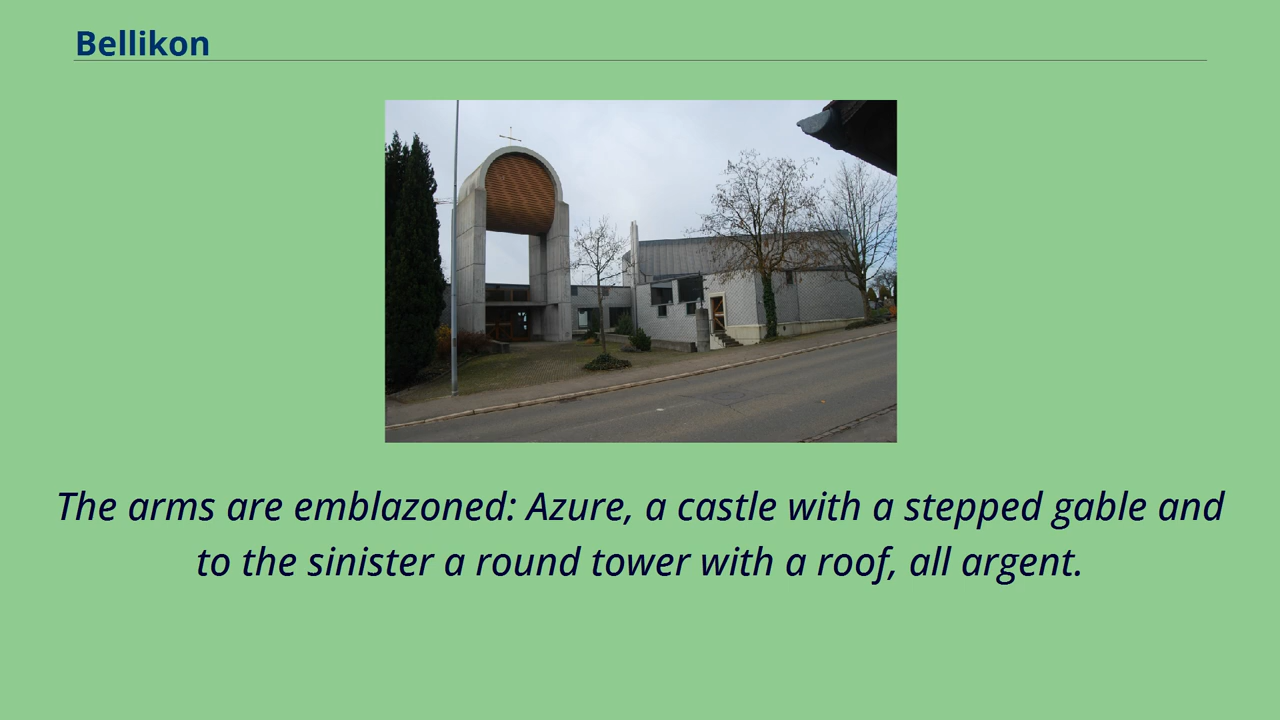 Bellikon
The arms are emblazoned: Azure, a castle with a stepped gable and
to the sinister a round tower with a roof, all argent.